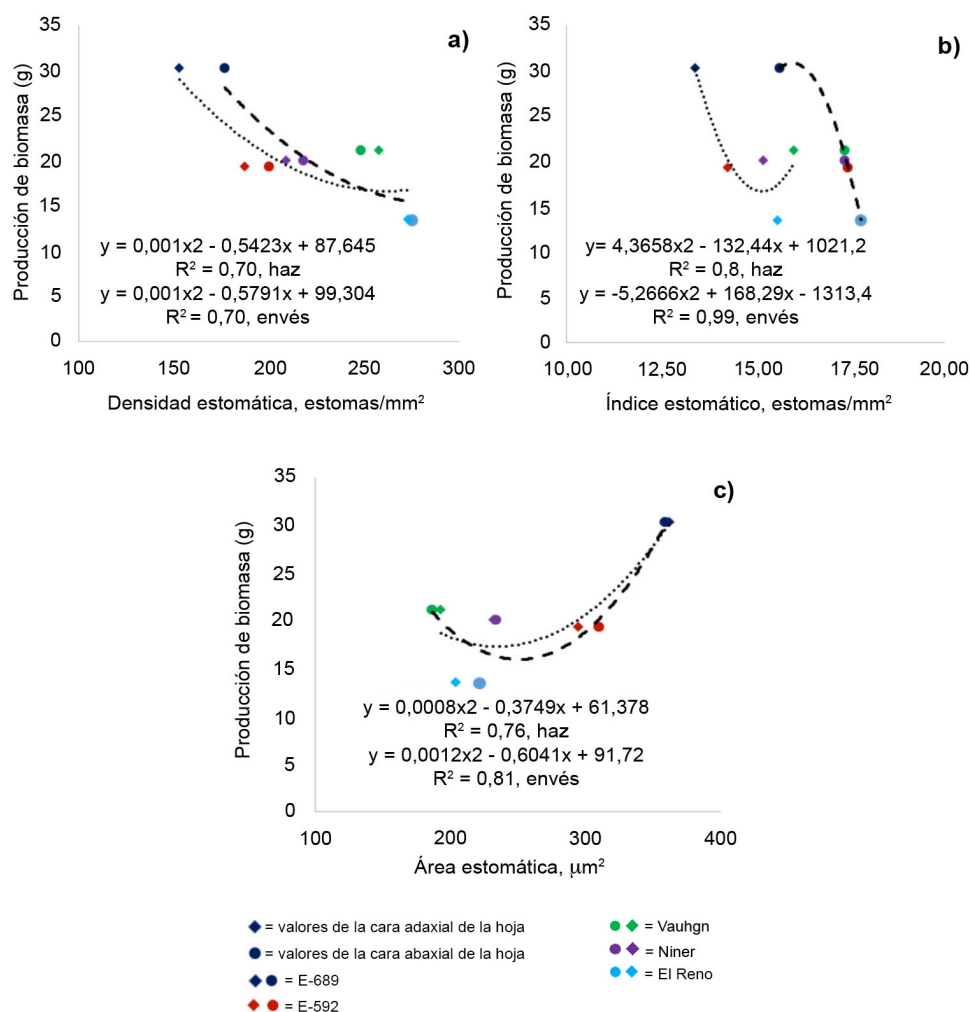 a)
Producción de biomasa (g)
35
30
25
20
15
10
5
0
y = 0,001x2 - 0,5423x + 87,645
R² = 0,70, haz
y = 0,001x2 - 0,5791x + 99,304
R² = 0,70, envés
100 200 300
Densidad estomática, estomas/mm²
b)
Producción de biomasa (g)
35
30
25
20
15
10
5
0
y = 4,3658x2 - 132,44x + 1021,2
R² = 0,8, haz
y = -5,2666x2 + 168,29x - 1313,4
R² = 0,99, envés
10,00 12,50 15,00 17,50 20,00
Índice estomático, estomas/mm²
c)
Producción de biomasa (g)
35
30
25
20
15
10
5
0
y = 0,0008x2 - 0,3749x + 61,378
R² = 0,76, haz
y = 0,0012x2 - 0,6041x + 91,72
R² = 0,81, envés
100 200 300 400
Área estomática, µm²
= valores de la cara adaxial de la hoja
= valores de la cara abaxial de la hoja
= E-689
= E-592
= Vauhgn
= Niner
= El Reno